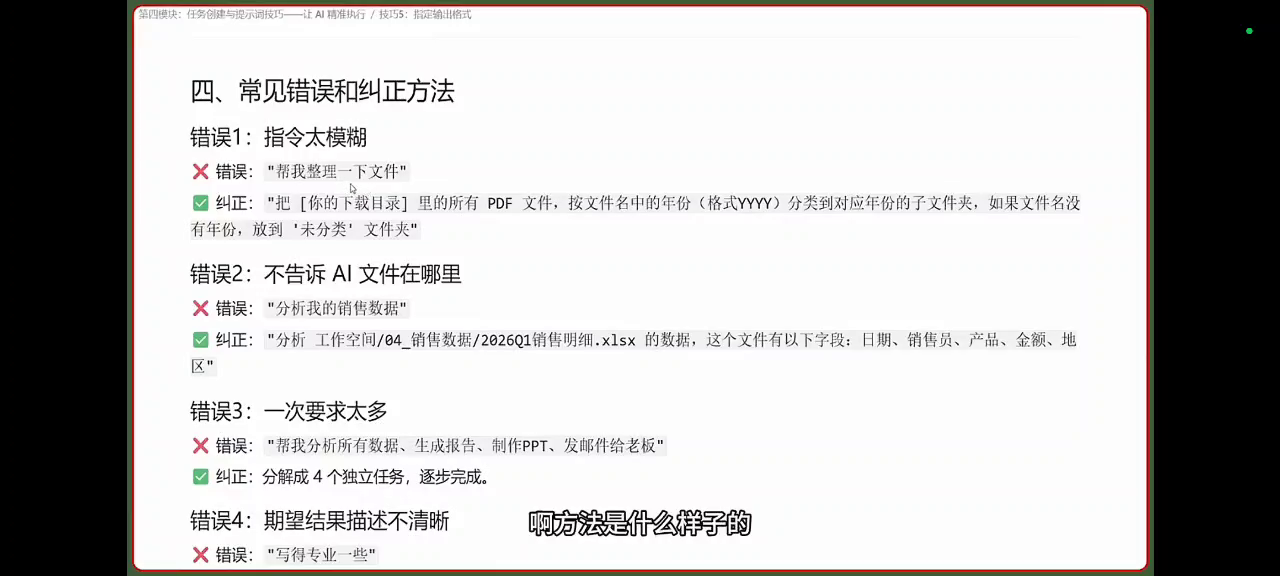 第四模块：任务创建与提示词技巧——让 AI 精准执行 / 技巧5：指定输出格式
四、常见错误和纠正方法
错误1：指令太模糊
❌ 错误："帮我整理一下文件"
✅ 纠正："把 [你的下载目录] 里的所有 PDF 文件，按文件名中的年份（格式YYYY）分类到对应年份的子文件夹，如果文件名没
有年份，放到 '未分类' 文件夹"
错误2：不告诉 AI 文件在哪里
❌ 错误："分析我的销售数据"
✅ 纠正："分析 工作空间/04_销售数据/2026Q1销售明细.xlsx 的数据，这个文件有以下字段：日期、销售员、产品、金额、地
区"
错误3：一次要求太多
❌ 错误："帮我分析所有数据、生成报告、制作PPT、发邮件给老板"
✅ 纠正：分解成 4 个独立任务，逐步完成。
错误4：期望结果描述不清晰
啊方法是什么样子的
❌ 错误："写得专业一些"